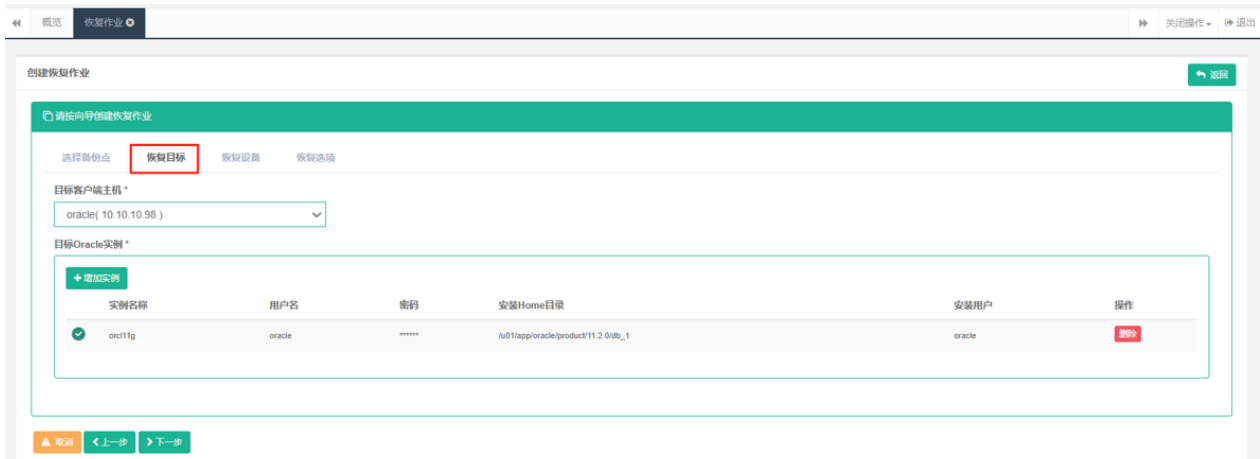 概览 恢复作业 关闭操作 退出
创建恢复作业 返回
请按向导创建恢复作业
选择备份点 恢复目标 恢复设备 恢复选项
目标客户端主机 *
oracle( 10.10.10.98 )
目标Oracle实例 *
+增加实例
实例名称 用户名 密码 安装Home目录 安装用户 操作
orcl11g oracle ****** /u01/app/oracle/product/11.2.0/db_1 oracle 删除
取消 上一步 下一步